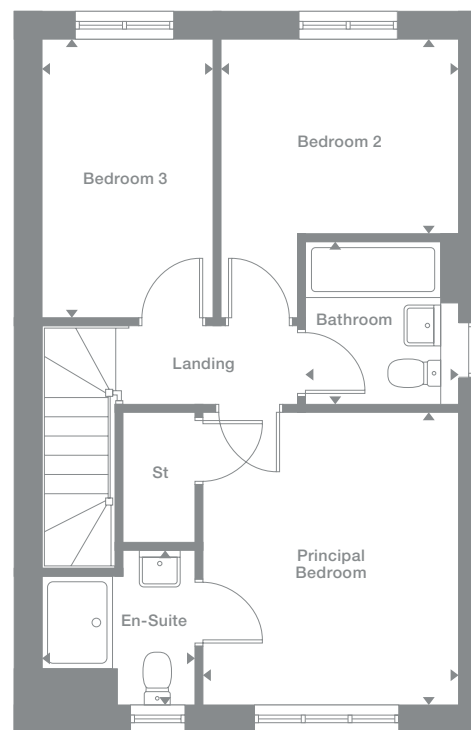 Bedroom 2
Bedroom 3
Bathroom
Landing
St
Principal
Bedroom
En-Suite